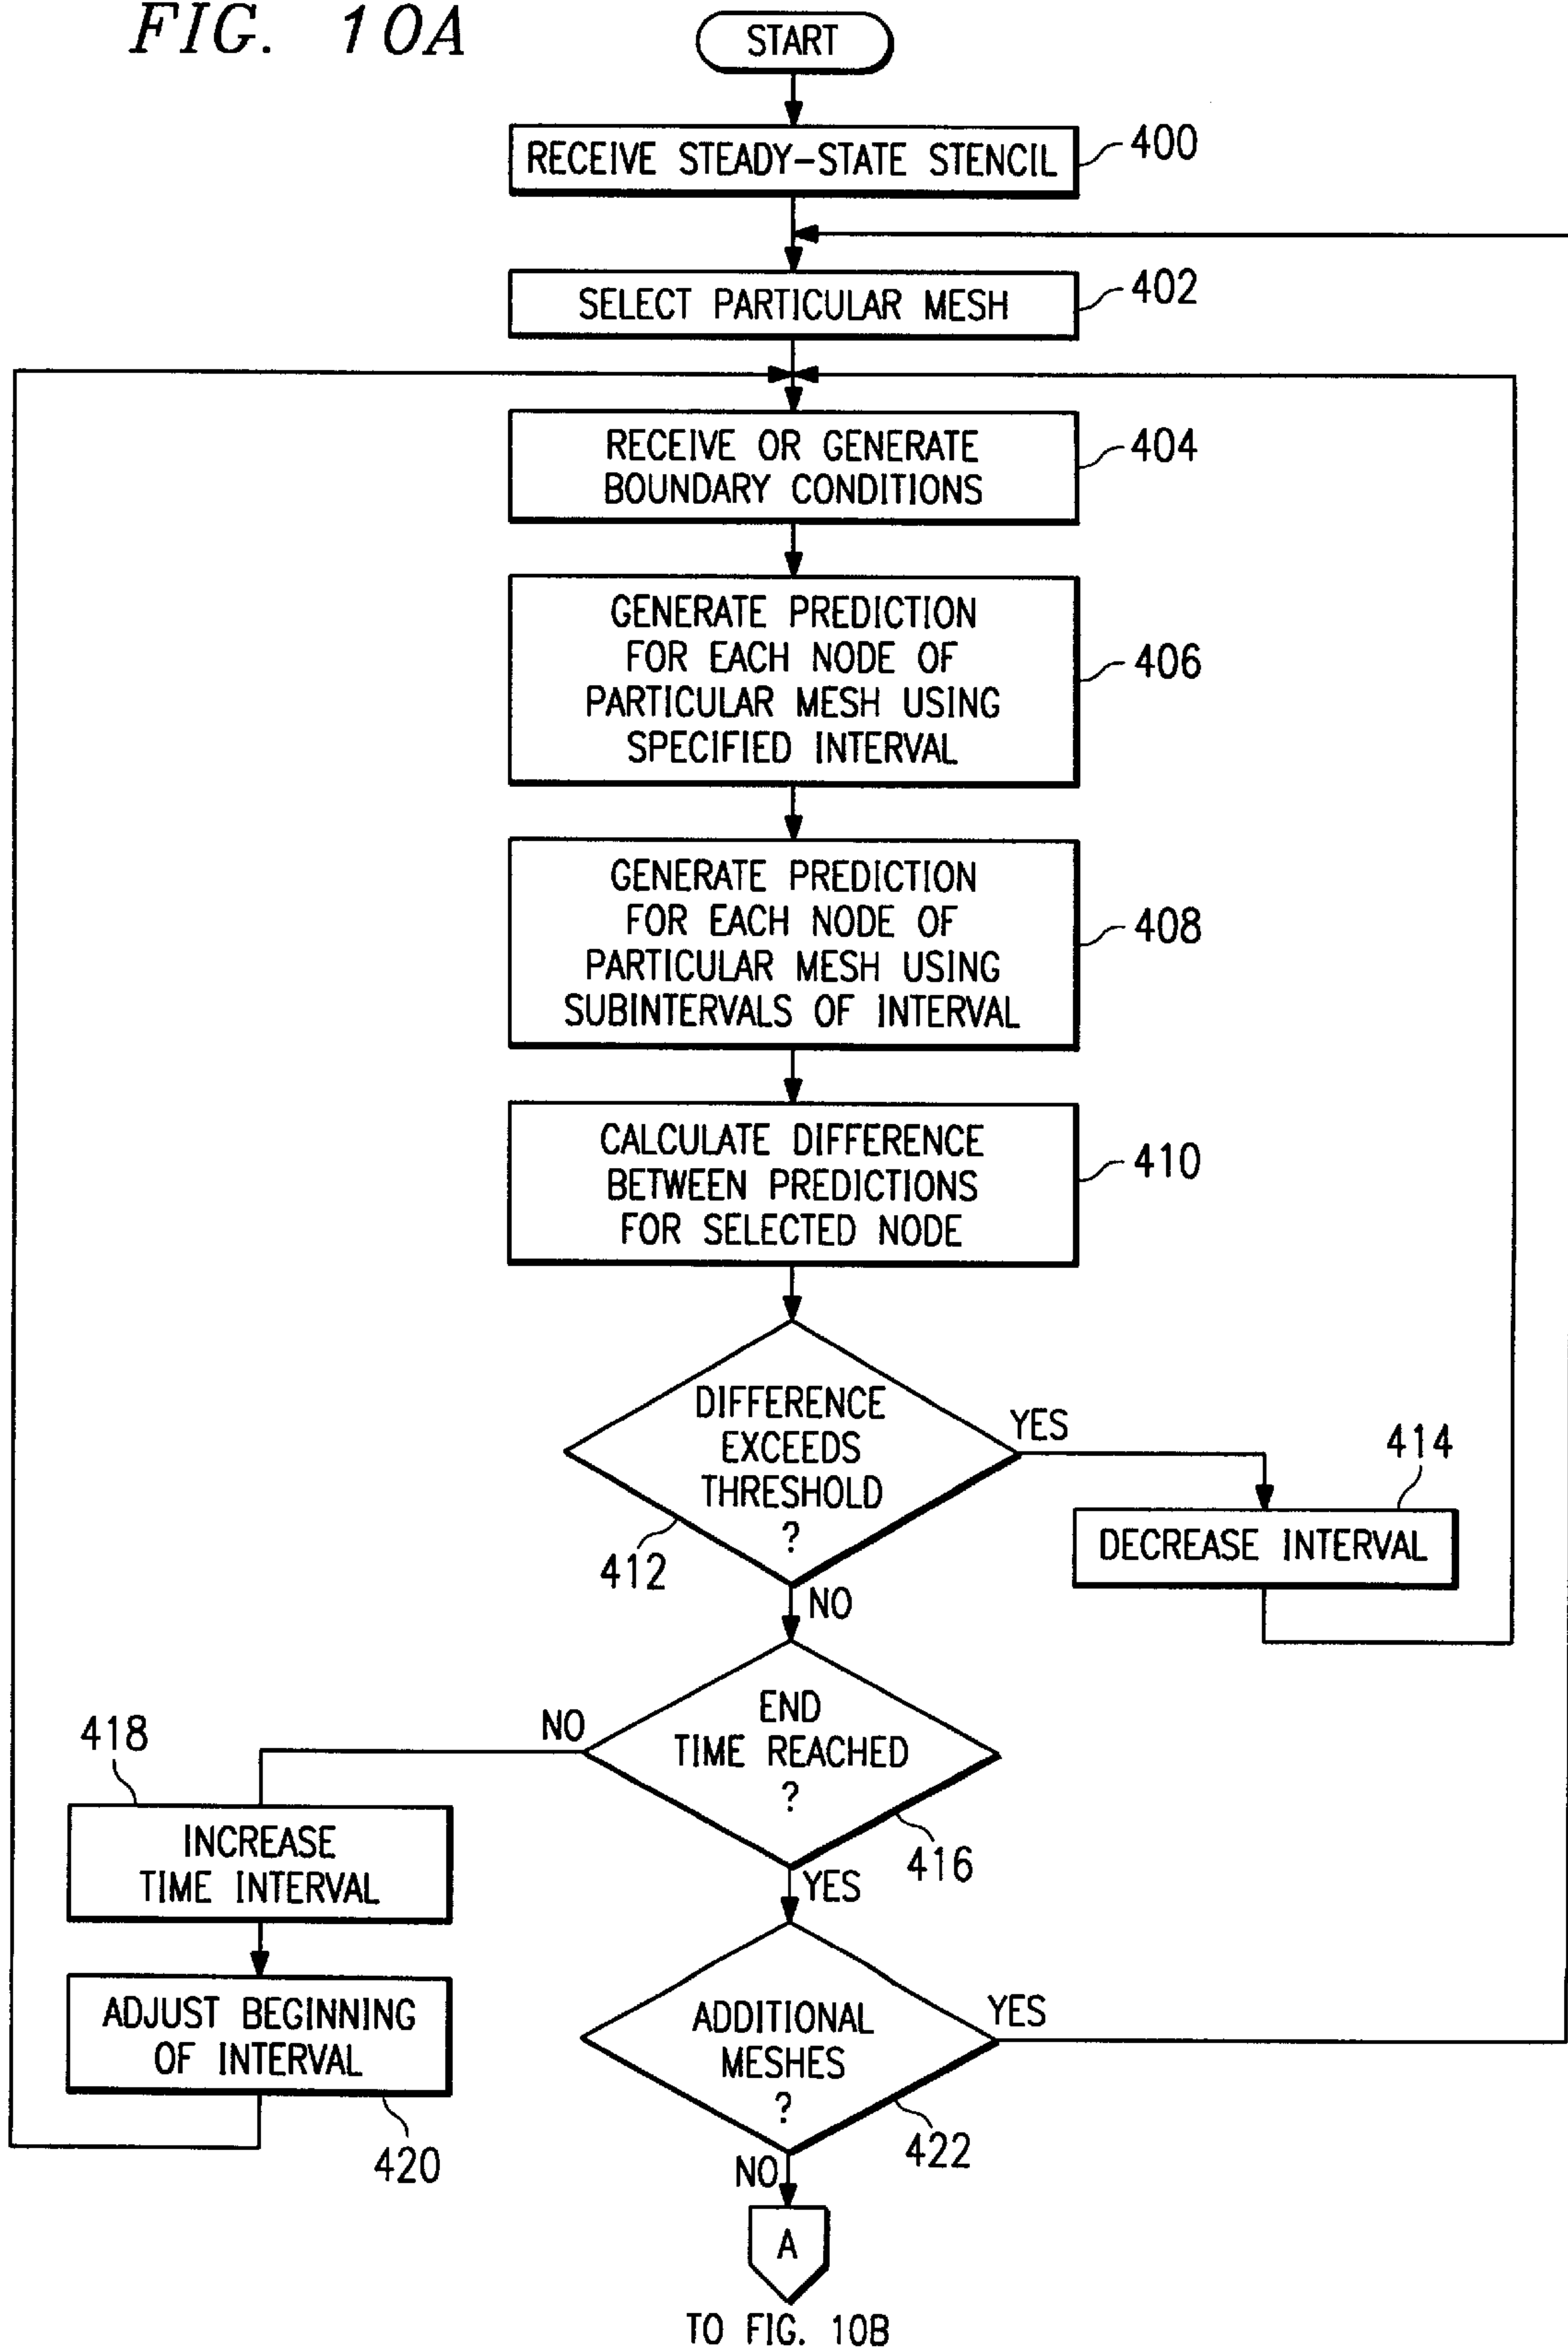 FIG. 10A
START
RECEIVE STEADY-STATE STENCIL
400
SELECT PARTICULAR MESH
402
RECEIVE OR GENERATE
BOUNDARY CONDITIONS
404
GENERATE PREDICTION
FOR EACH NODE OF
PARTICULAR MESH USING
SPECIFIED INTERVAL
406
GENERATE PREDICTION
FOR EACH NODE OF
PARTICULAR MESH USING
SUBINTERVALS OF INTERVAL
408
CALCULATE DIFFERENCE
BETWEEN PREDICTIONS
FOR SELECTED NODE
410
DIFFERENCE
EXCEEDS
THRESHOLD
?
412
YES
414
DECREASE INTERVAL
NO
END
TIME REACHED
?
416
NO
418
INCREASE
TIME INTERVAL
ADJUST BEGINNING
OF INTERVAL
420
YES
ADDITIONAL
MESHES
?
422
YES
NO
A
TO FIG. 10B